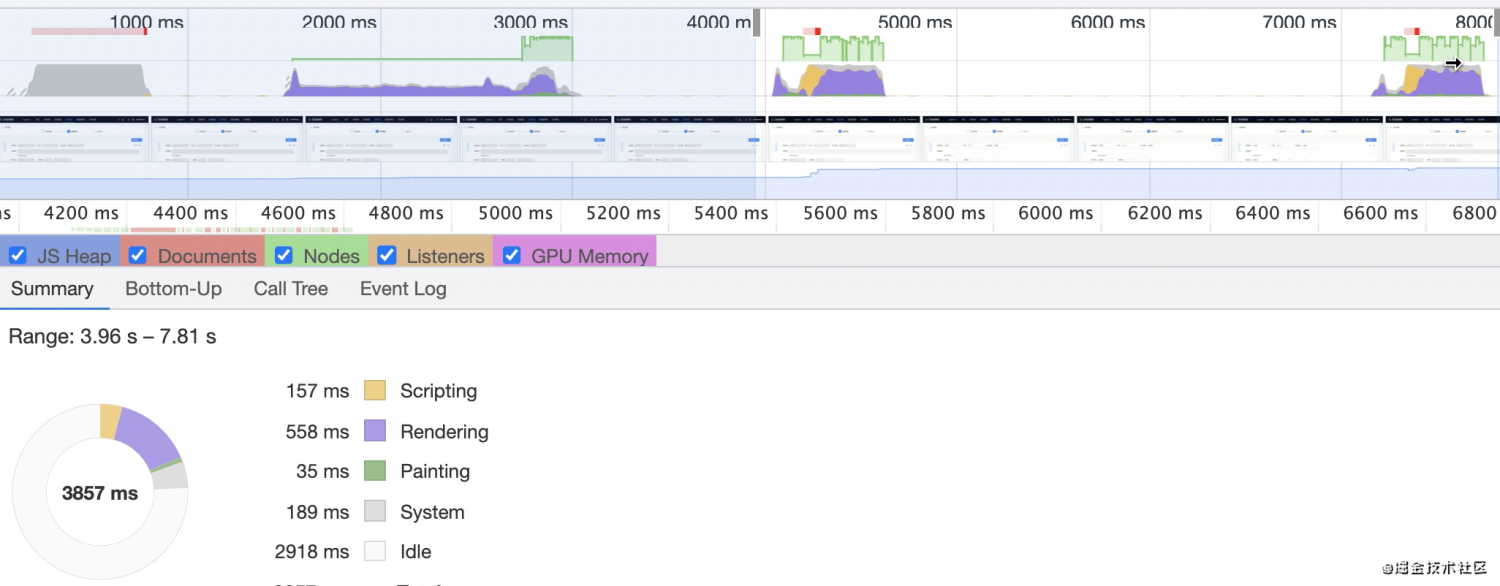 1000 ms 2000 ms 3000 ms 4000 m 5000 ms 6000 ms 7000 ms 8000
ms 4200 ms 4400 ms 4600 ms 4800 ms 5000 ms 5200 ms 5400 ms 5600 ms 5800 ms 6000 ms 6200 ms 6400 ms 6600 ms 6800
JS Heap Documents Nodes Listeners GPU Memory
Summary Bottom-Up Call Tree Event Log
Range: 3.96 s – 7.81 s
157 ms Scripting
558 ms Rendering
3857 ms
35 ms Painting
189 ms System
2918 ms Idle
@掘金技术社区